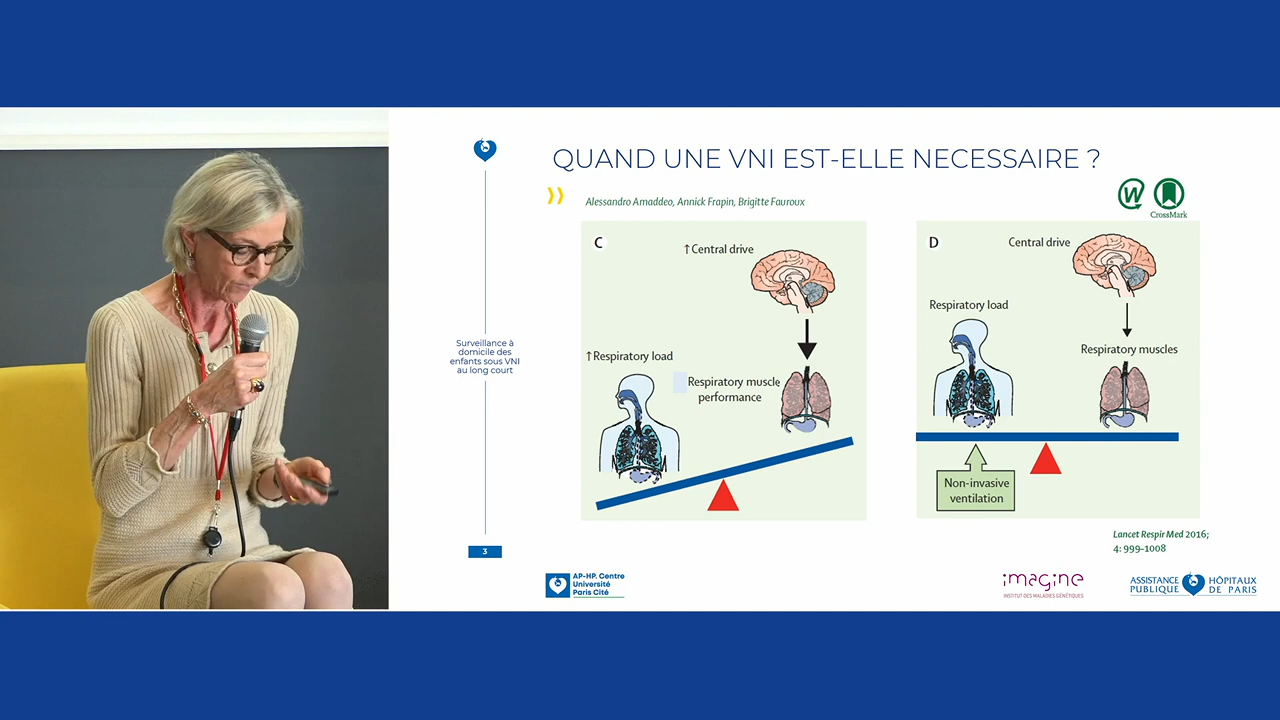 QUAND UNE VNI EST-ELLE NECESSAIRE ?
Alessandro Amaddeo, Annick Frapin, Brigitte Fauroux
W
CrossMark
Surveillance à
domicile des
enfants sous VNI
au long court
3
C
↑Central drive
↑Respiratory load
Respiratory muscle
performance
D
Central drive
Respiratory load
Respiratory muscles
Non-invasive
ventilation
Lancet Respir Med 2016;
4: 999–1008
AP-HP. Centre
Université
Paris Cité
imagine
INSTITUT DES MALADIES GÉNÉTIQUES
ASSISTANCE
PUBLIQUE
HÔPITAUX
DE PARIS